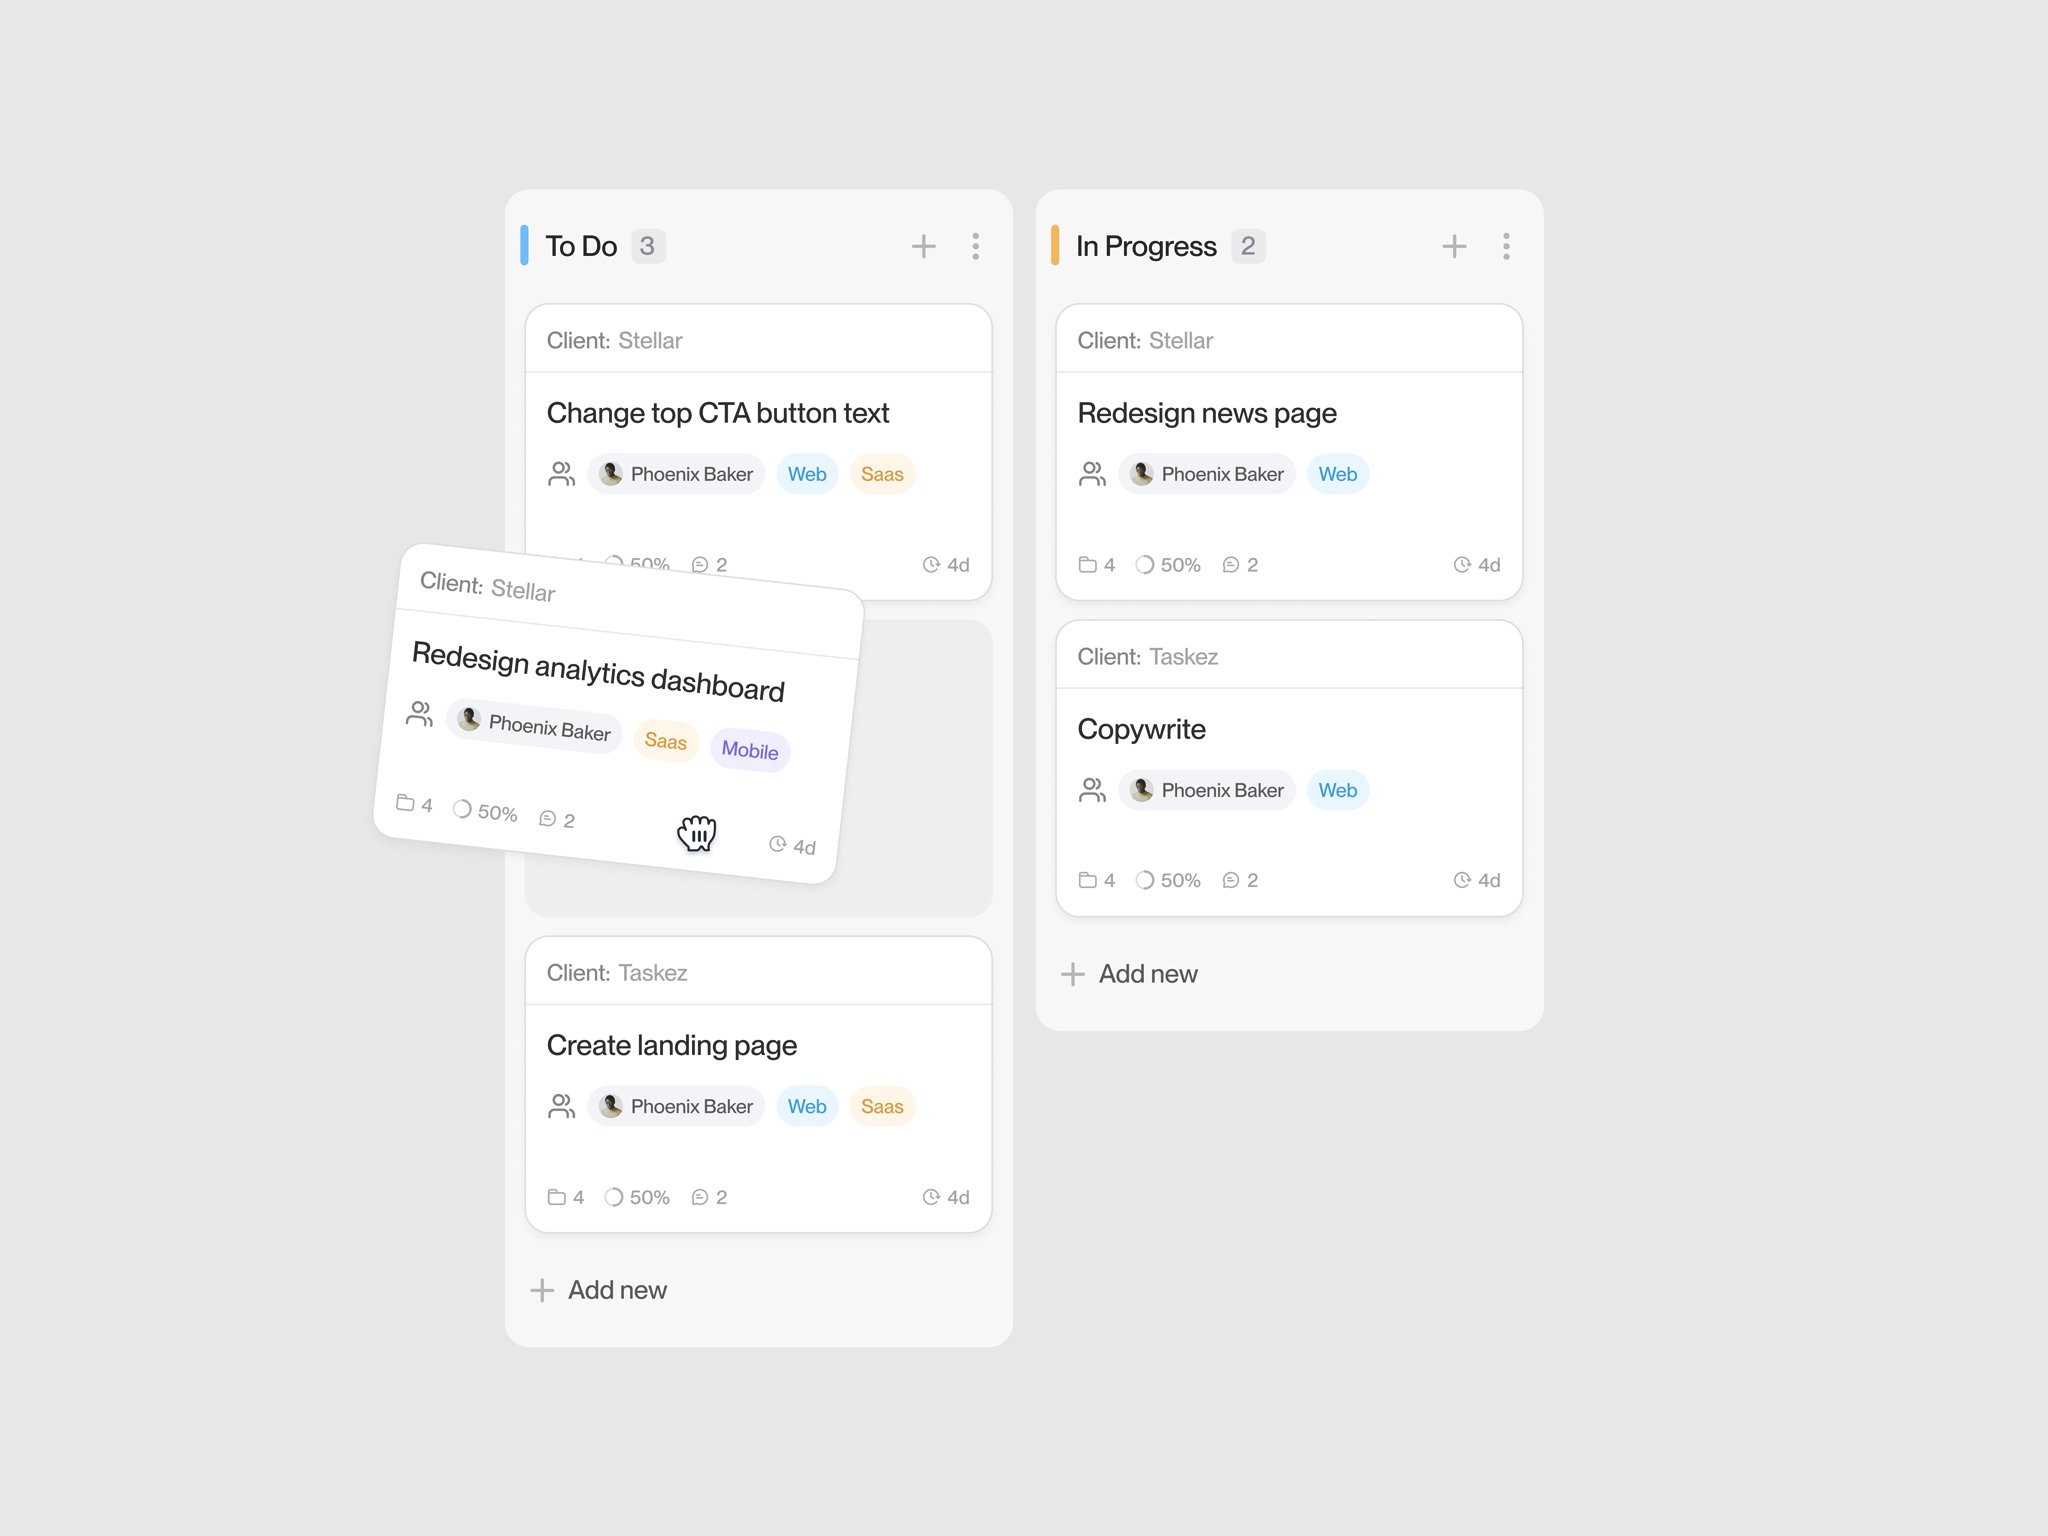 To Do 3
Client: Stellar
Change top CTA button text
Phoenix Baker Web Saas
50% 2 4d
Client: Stellar
Redesign analytics dashboard
Phoenix Baker Saas Mobile
4 50% 2 4d
Client: Taskez
Create landing page
Phoenix Baker Web Saas
4 50% 2 4d
Add new
In Progress 2
Client: Stellar
Redesign news page
Phoenix Baker Web
4 50% 2 4d
Client: Taskez
Copywrite
Phoenix Baker Web
4 50% 2 4d
Add new